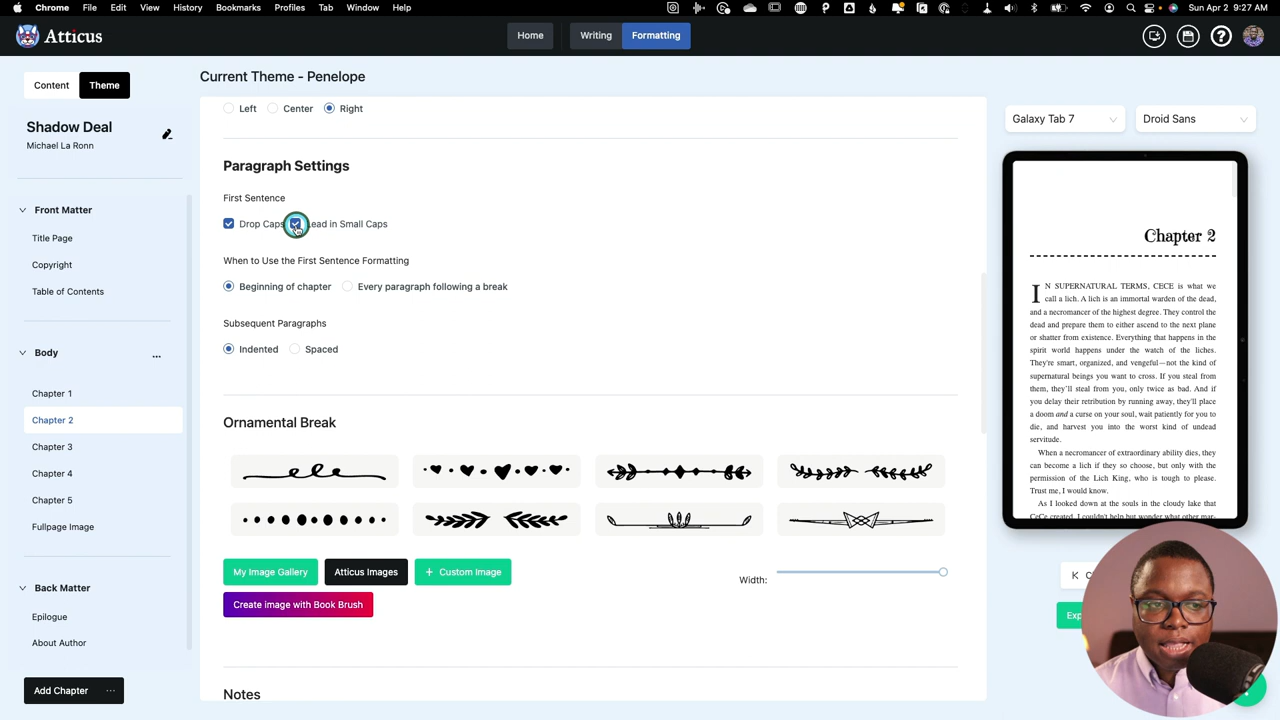 Chrome File Edit View History Bookmarks Profiles Tab Window Help Sun Apr 2 9:27 AM
Atticus
Home Writing Formatting
Content Theme
Shadow Deal
Michael La Ronn
Front Matter
Title Page
Copyright
Table of Contents
Body
Chapter 1
Chapter 2
Chapter 3
Chapter 4
Chapter 5
Fullpage Image
Back Matter
Epilogue
About Author
Add Chapter
Current Theme - Penelope
Left Center Right
Paragraph Settings
First Sentence
Drop Caps Lead in Small Caps
When to Use the First Sentence Formatting
Beginning of chapter Every paragraph following a break
Subsequent Paragraphs
Indented Spaced
Ornamental Break
My Image Gallery Atticus Images + Custom Image
Width:
Create image with Book Brush
Notes
Galaxy Tab 7 Droid Sans
Chapter 2
IN SUPERNATURAL TERMS, CECE is what we
call a lich. A lich is an immortal warden of the dead,
and a necromancer of the highest degree. They control the
dead and prepare them to either ascend to the next plane
or shatter from existence. Everything that happens in the
spirit world happens under the watch of the liches.
They're smart, organized, and vengeful—not the kind of
supernatural beings you want to cross. If you steal from
them, they'll steal from you, only twice as bad. And if
you delay their retribution by running away, they'll place
a doom and a curse on your soul, wait patiently for you to
die, and harvest you into the worst kind of undead
servitude.
When a necromancer of extraordinary ability dies, they
can become a lich if they so choose, but only with the
permission of the Lich King, who is tough to please.
Trust me, I would know.
As I looked down at the souls in the cloudy lake that
CeCe created, I couldn't help but wonder what other mar-
Exp